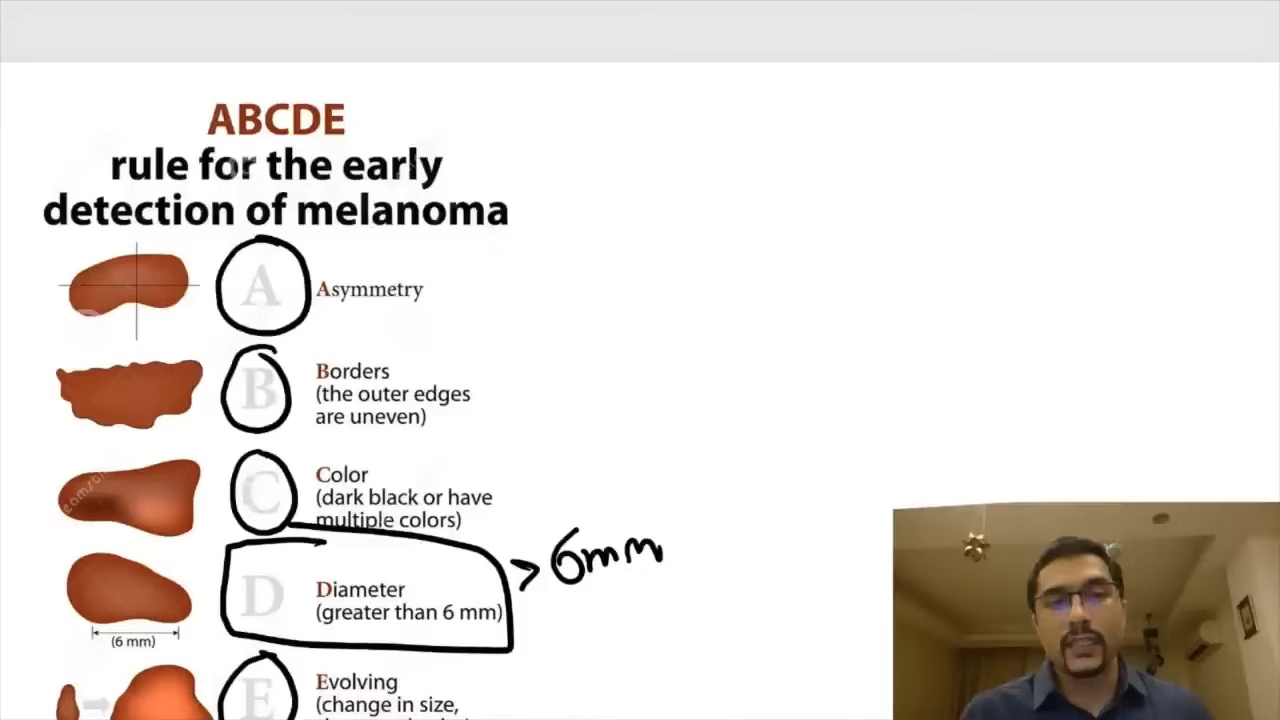 ABCDE
rule for the early
detection of melanoma
A
Asymmetry
B
Borders
(the outer edges
are uneven)
C
Color
(dark black or have
multiple colors)
D
Diameter
(greater than 6 mm)
> 6mm
(6 mm)
E
Evolving
(change in size,